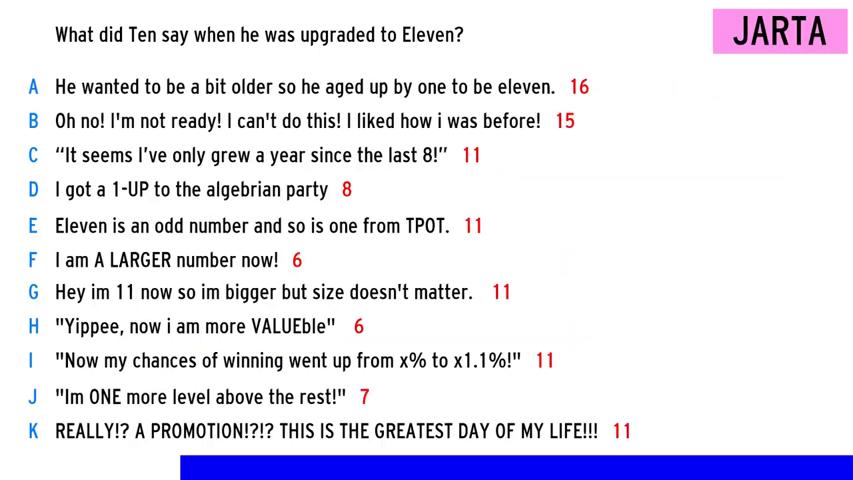 What did Ten say when he was upgraded to Eleven?
JARTA
A He wanted to be a bit older so he aged up by one to be eleven. 16
B Oh no! I'm not ready! I can't do this! I liked how i was before! 15
C “It seems I’ve only grew a year since the last 8!” 11
D I got a 1-UP to the algebrian party 8
E Eleven is an odd number and so is one from TPOT. 11
F I am A LARGER number now! 6
G Hey im 11 now so im bigger but size doesn't matter. 11
H "Yippee, now i am more VALUEble" 6
I "Now my chances of winning went up from x% to x1.1%!" 11
J "Im ONE more level above the rest!" 7
K REALLY!? A PROMOTION!?!? THIS IS THE GREATEST DAY OF MY LIFE!!! 11